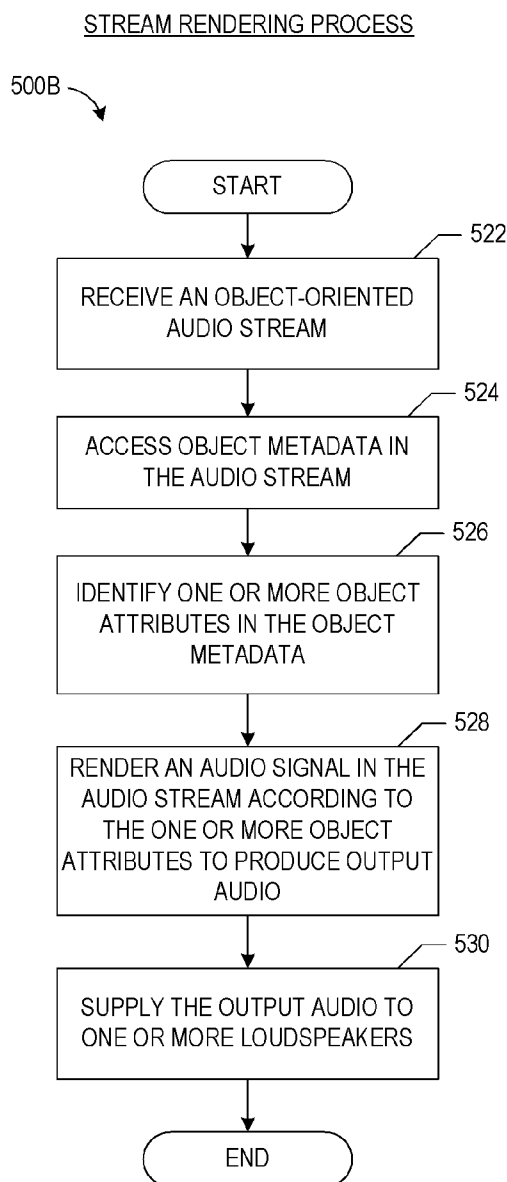 STREAM RENDERING PROCESS
500B
START
522
RECEIVE AN OBJECT-ORIENTED
AUDIO STREAM
524
ACCESS OBJECT METADATA IN
THE AUDIO STREAM
526
IDENTIFY ONE OR MORE OBJECT
ATTRIBUTES IN THE OBJECT
METADATA
528
RENDER AN AUDIO SIGNAL IN THE
AUDIO STREAM ACCORDING TO
THE ONE OR MORE OBJECT
ATTRIBUTES TO PRODUCE OUTPUT
AUDIO
530
SUPPLY THE OUTPUT AUDIO TO
ONE OR MORE LOUDSPEAKERS
END